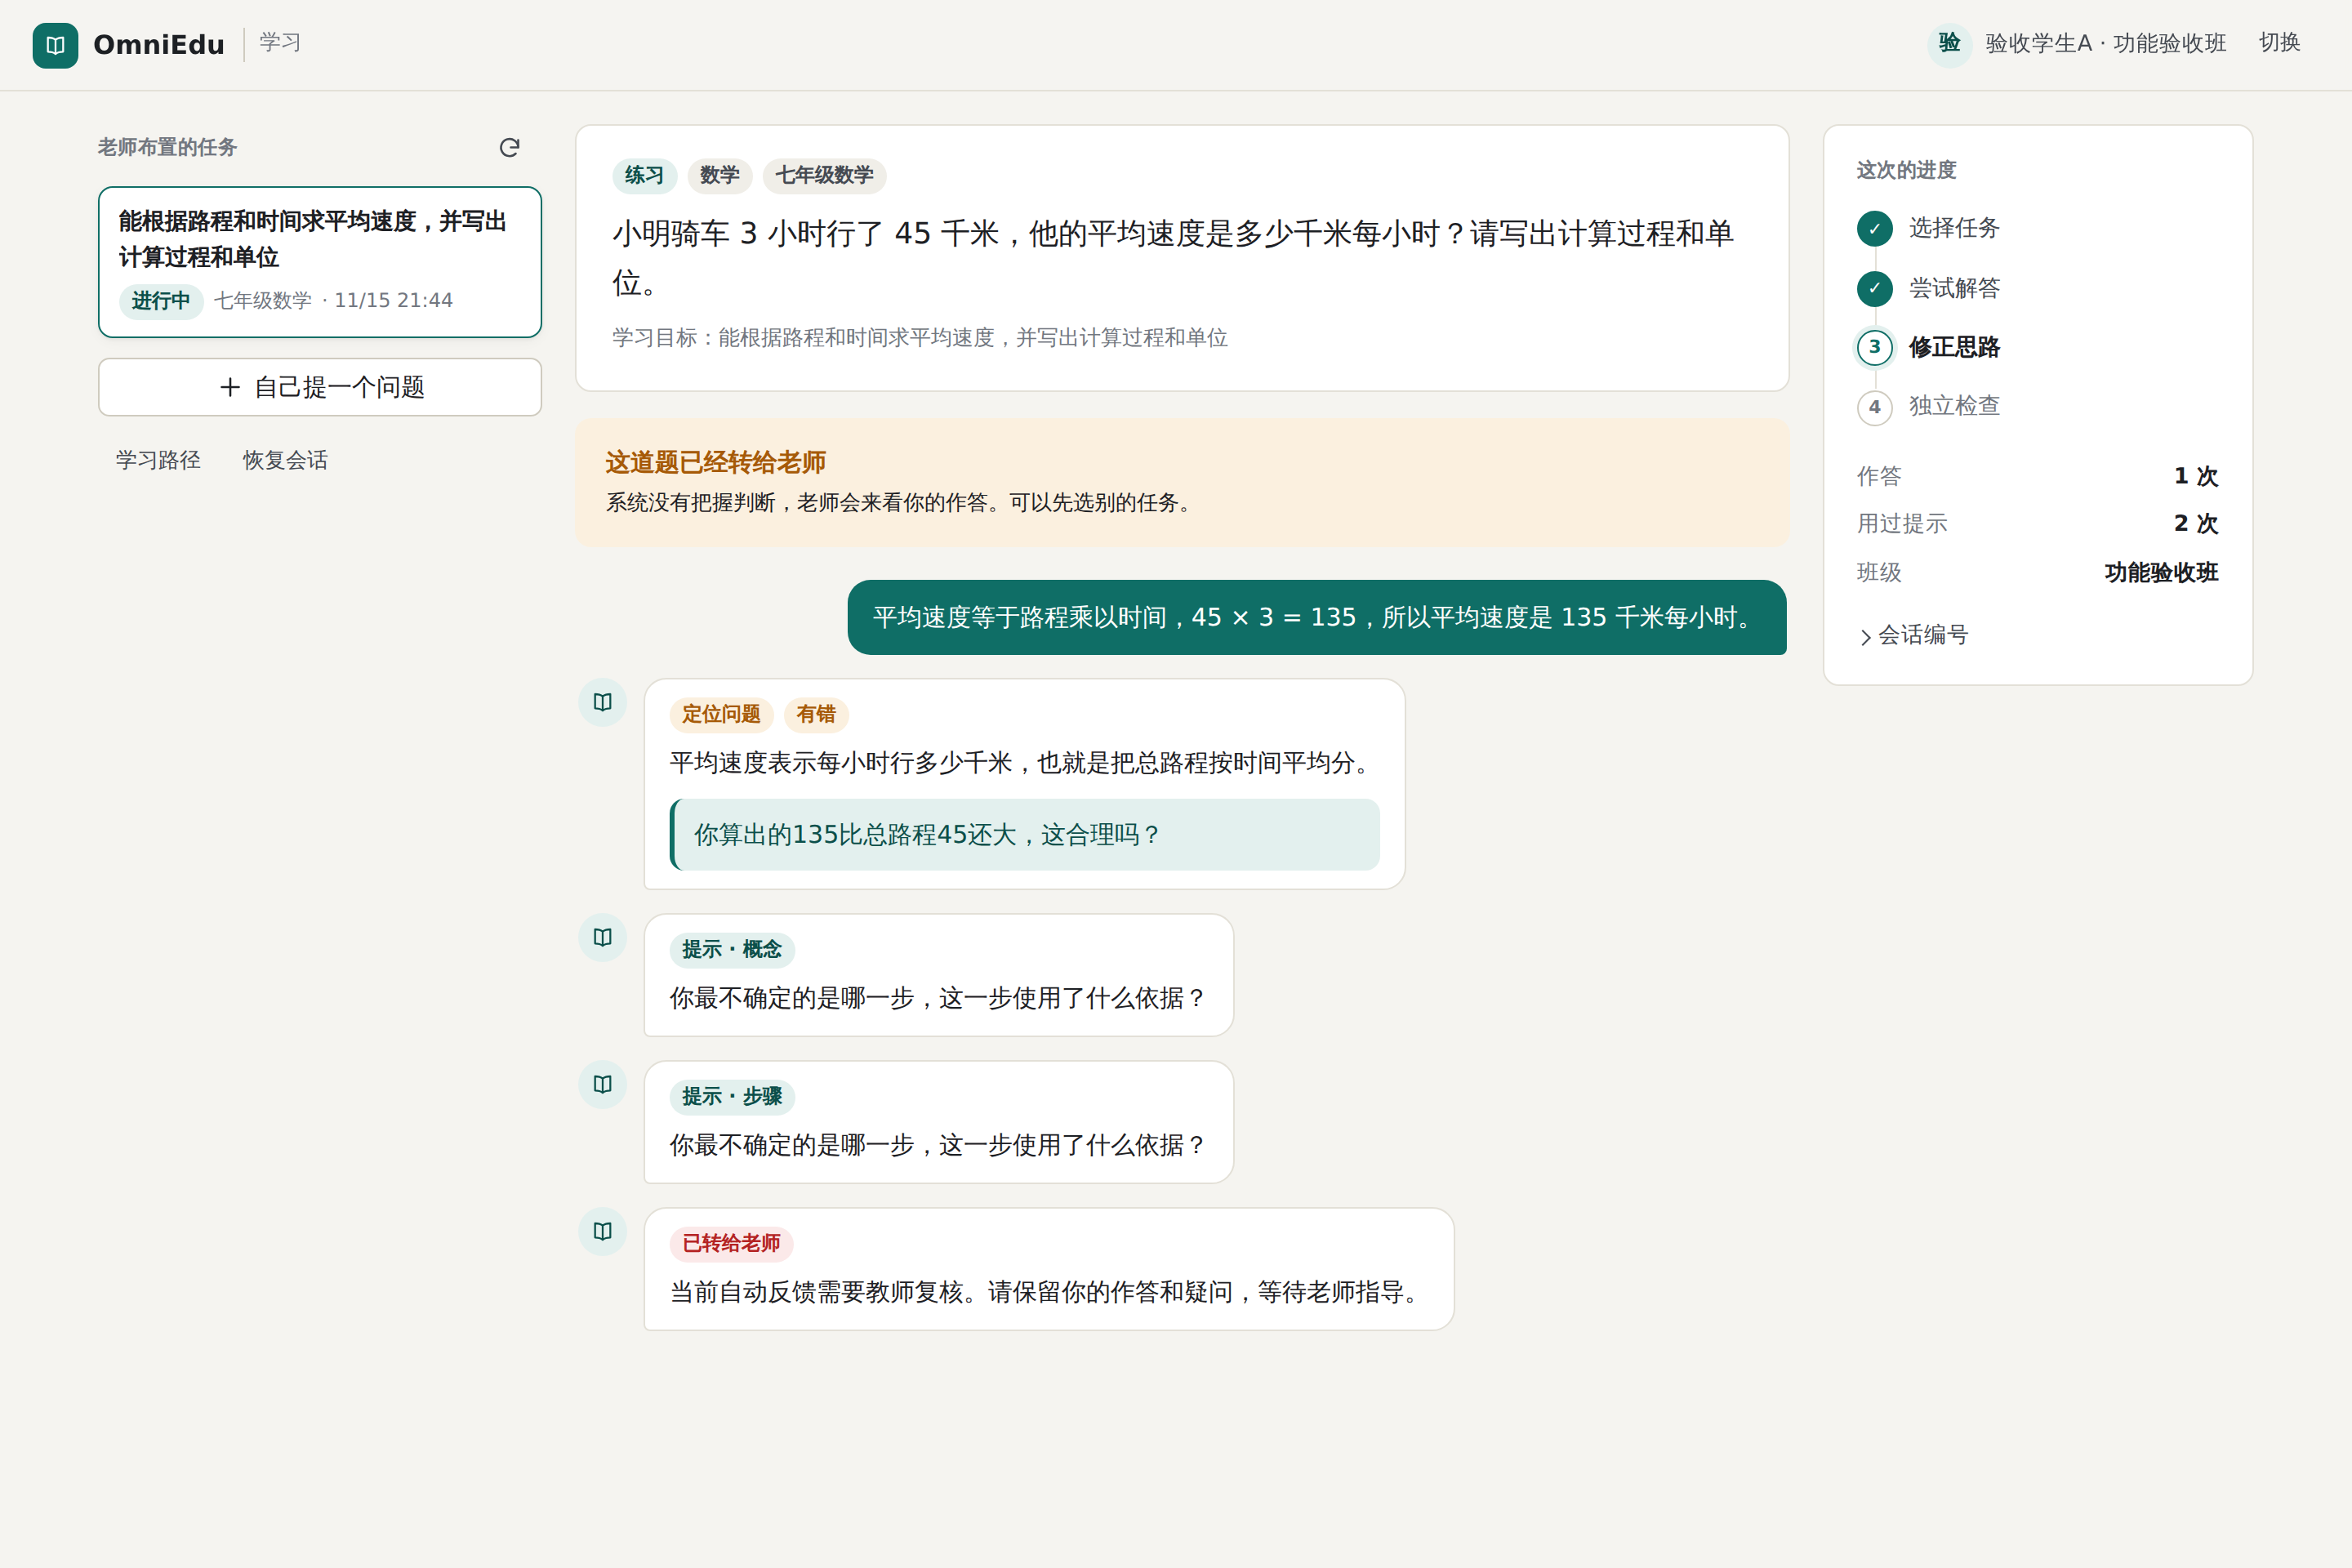 OmniEdu
学习
验
验收学生A · 功能验收班
切换
老师布置的任务
能根据路程和时间求平均速度，并写出
计算过程和单位
进行中
七年级数学 · 11/15 21:44
自己提一个问题
学习路径
恢复会话
练习
数学
七年级数学
小明骑车 3 小时行了 45 千米，他的平均速度是多少千米每小时？请写出计算过程和单
位。
学习目标：能根据路程和时间求平均速度，并写出计算过程和单位
这道题已经转给老师
系统没有把握判断，老师会来看你的作答。可以先选别的任务。
平均速度等于路程乘以时间，45 × 3 = 135，所以平均速度是 135 千米每小时。
定位问题
有错
平均速度表示每小时行多少千米，也就是把总路程按时间平均分。
你算出的135比总路程45还大，这合理吗？
提示 · 概念
你最不确定的是哪一步，这一步使用了什么依据？
提示 · 步骤
你最不确定的是哪一步，这一步使用了什么依据？
已转给老师
当前自动反馈需要教师复核。请保留你的作答和疑问，等待老师指导。
这次的进度
✓ 选择任务
✓ 尝试解答
3 修正思路
4 独立检查
作答 1 次
用过提示 2 次
班级 功能验收班
会话编号